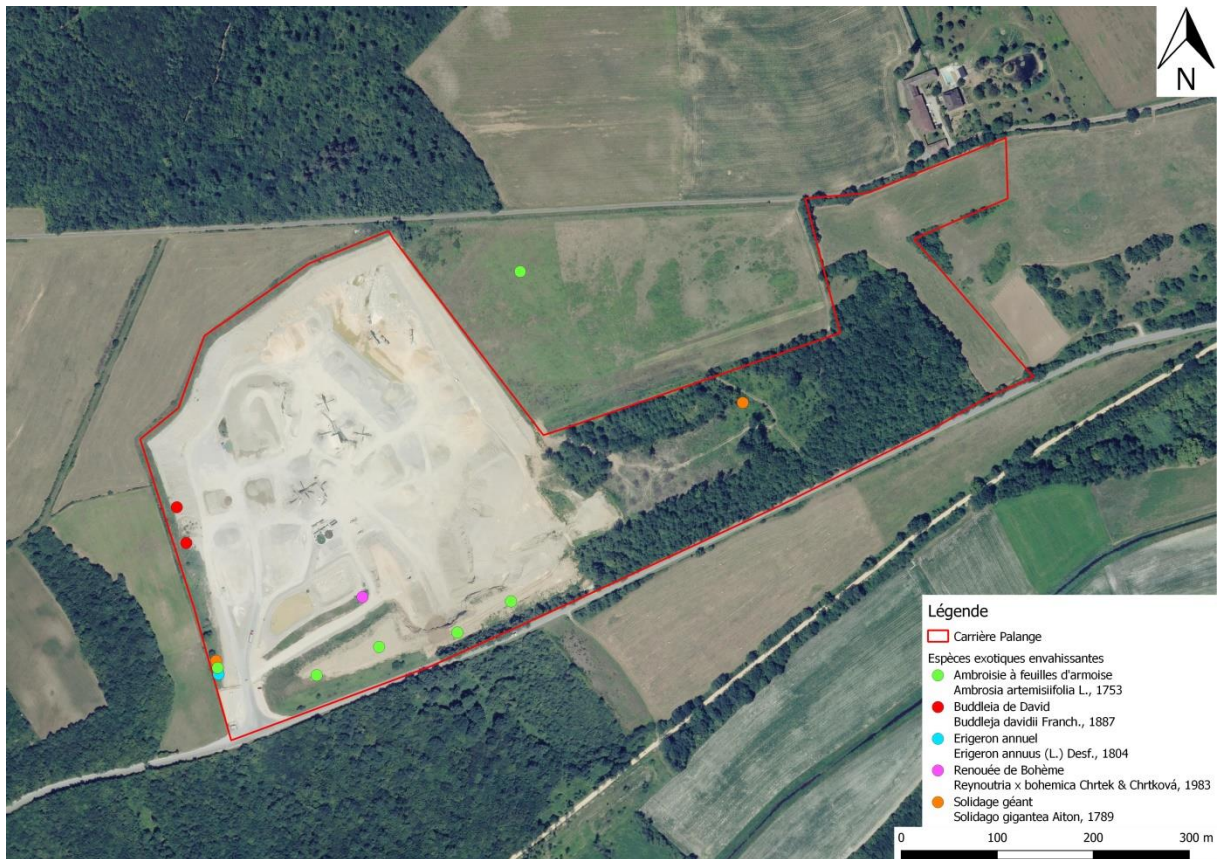 N
Légende
Carrière Palange
Espèces exotiques envahissantes
Ambroisie à feuilles d'armoise
Ambrosia artemisiifolia L., 1753
Buddleia de David
Buddleja davidii Franch., 1887
Erigeron annuel
Erigeron annuus (L.) Desf., 1804
Renouée de Bohème
Reynoutria x bohemica Chrtek & Chrtková, 1983
Solidage géant
Solidago gigantea Aiton, 1789
0 100 200 300 m